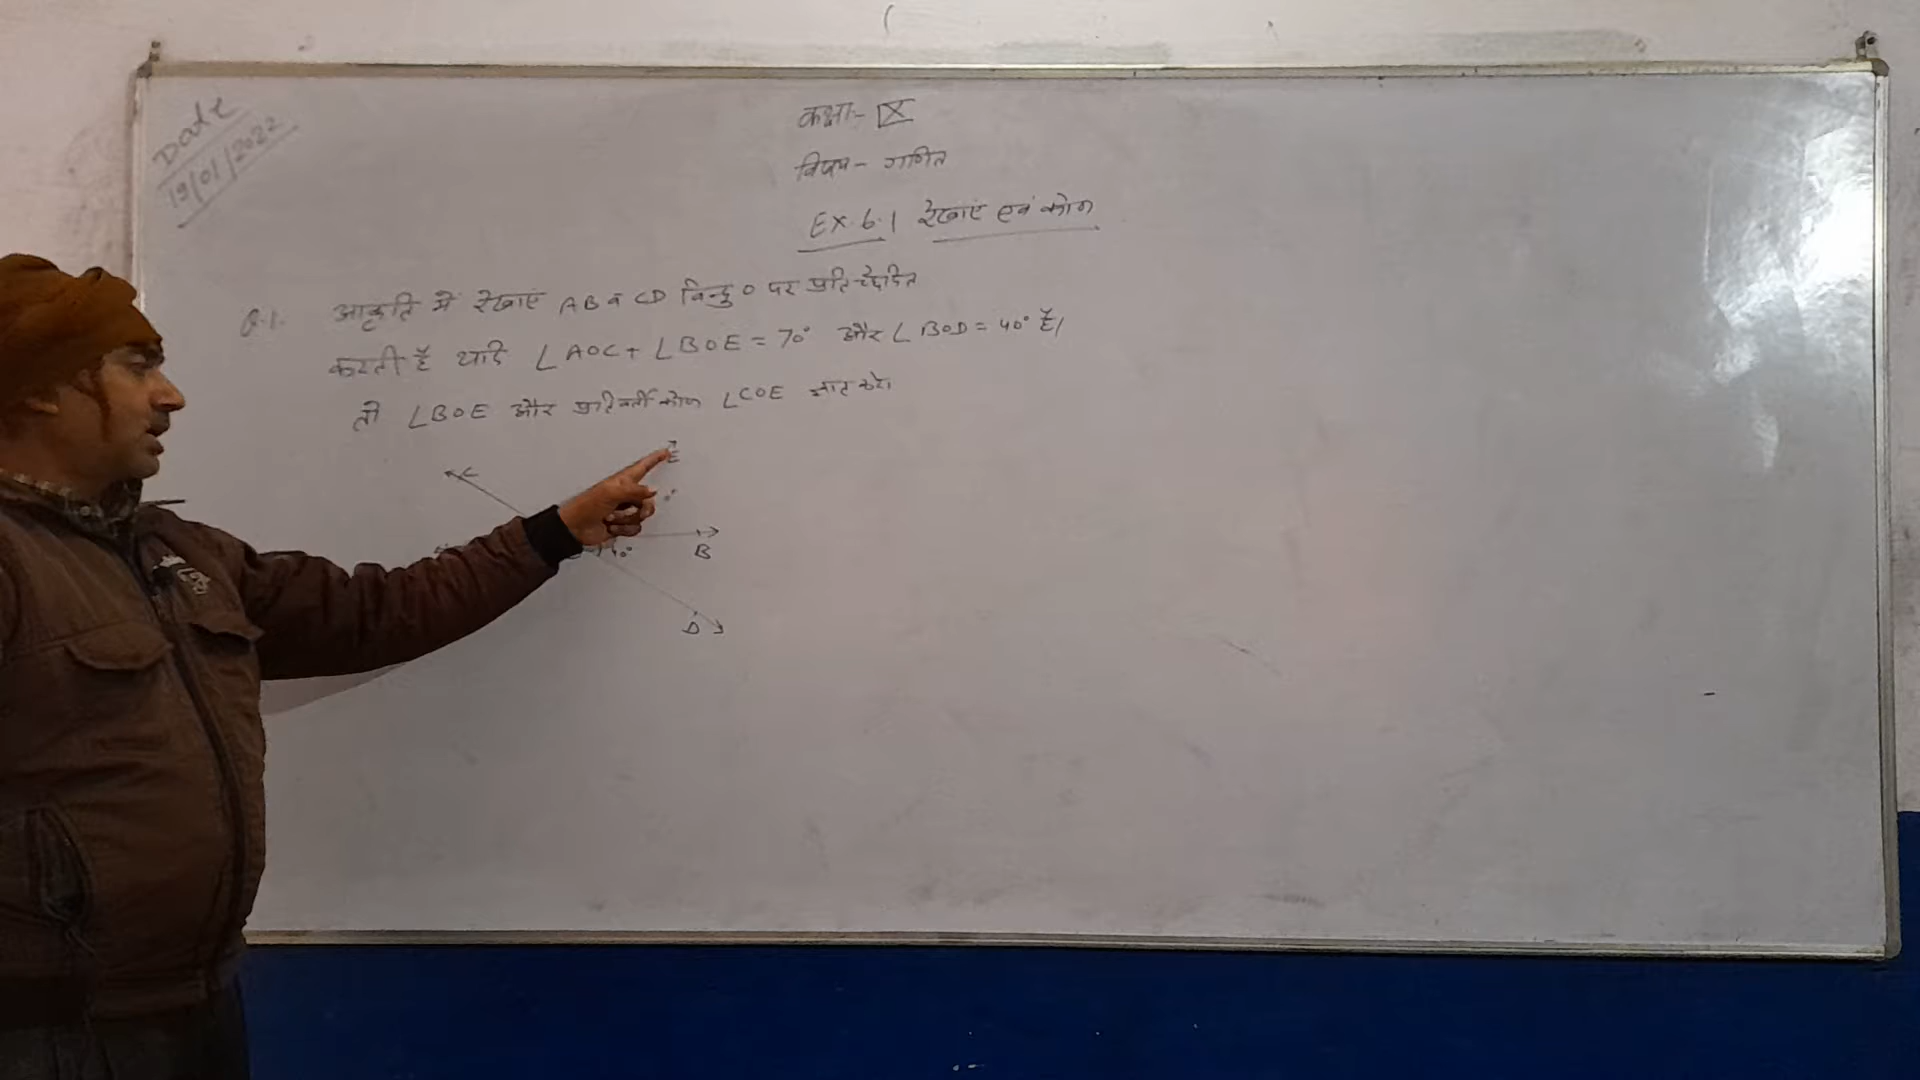 Date
19/01/2022
कक्षा- IX
विषय- गणित
Ex. 6.1 रेखाएं एवं कोण
Q.1. आकृति में रेखाएं AB व CD बिन्दु O पर प्रतिच्छेदित
करती हैं यदि ∠AOC + ∠BOE = 70° और ∠BOD = 40° है।
तो ∠BOE और प्रतिवर्ती कोण ∠COE ज्ञात करो
C
E
B
40°
D